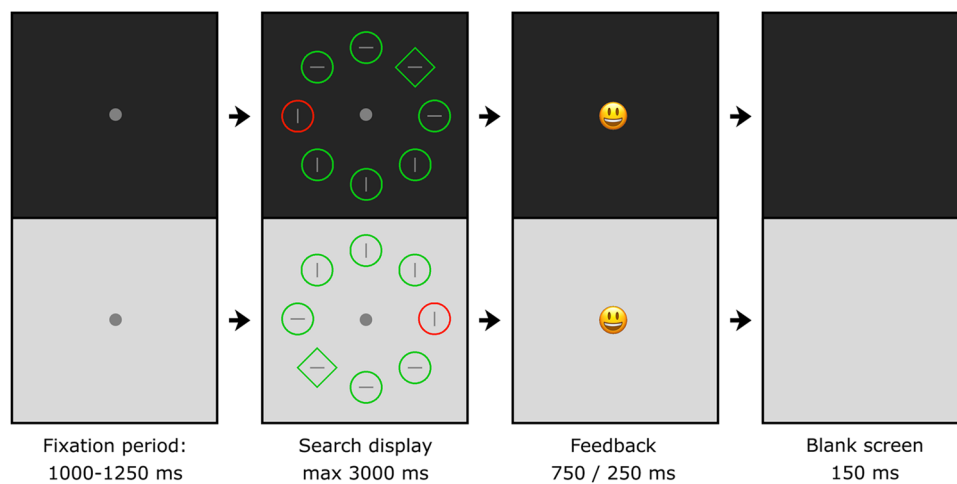 Fixation period:
1000-1250 ms
Search display
max 3000 ms
Feedback
750 / 250 ms
Blank screen
150 ms